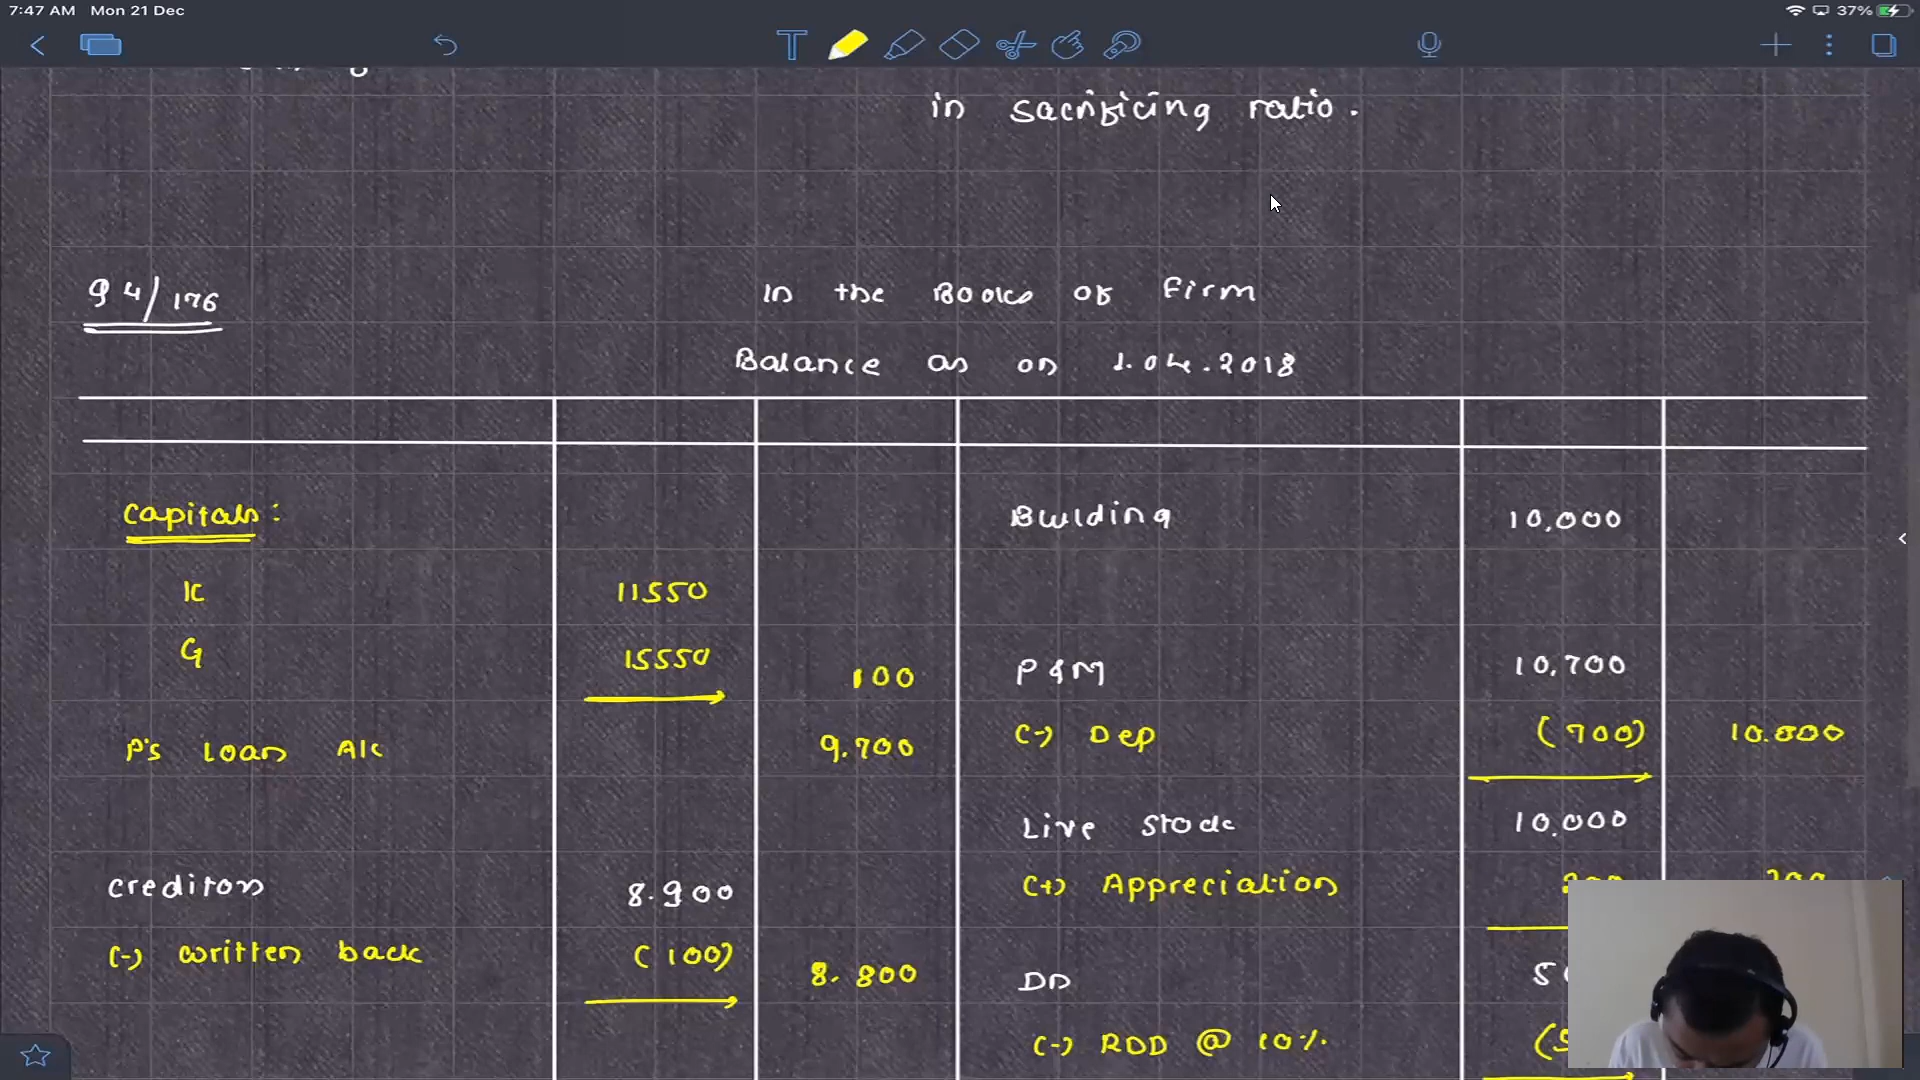 7:47 AM Mon 21 Dec
37%
in sacrificing ratio.
Q 4/176
In the Books of Firm
Balance as on 1.04.2018
Capitals:
K 11550
G 15550 100
P's Loan A/c 9.700
Creditors 8.900
(-) written back (100) 8.800
Building 10,000
P&M 10,700
(-) Dep (700) 10.000
Live Stock 10.000
(+) Appreciation
DD
(-) RDD @ 10%.